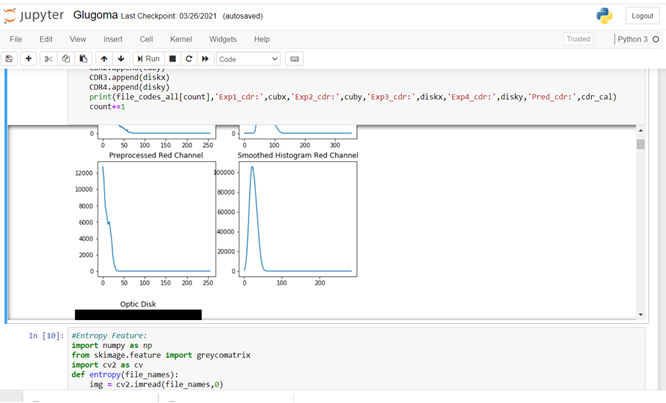 jupyter Glugoma Last Checkpoint: 03/26/2021 (autosaved)
Logout
File Edit View Insert Cell Kernel Widgets Help
Trusted Python 3
Run Code
CDR3.append(diskx)
CDR4.append(disky)
print(file_codes_all[count],'Exp1_cdr:',cubx,'Exp2_cdr:',cuby,'Exp3_cdr:',diskx,'Exp4_cdr:',disky,'Pred_cdr:',cdr_cal)
count+=1
0 0
0 50 100 150 200 250 0 100 200 300
Preprocessed Red Channel Smoothed Histogram Red Channel
12000
10000
8000
6000
4000
2000
0
0 50 100 150 200 250
100000
80000
60000
40000
20000
0
0 200
Optic Disk
In [10]: #Entropy Feature:
import numpy as np
from skimage.feature import greycomatrix
import cv2 as cv
def entropy(file_names):
img = cv2.imread(file_names,0)